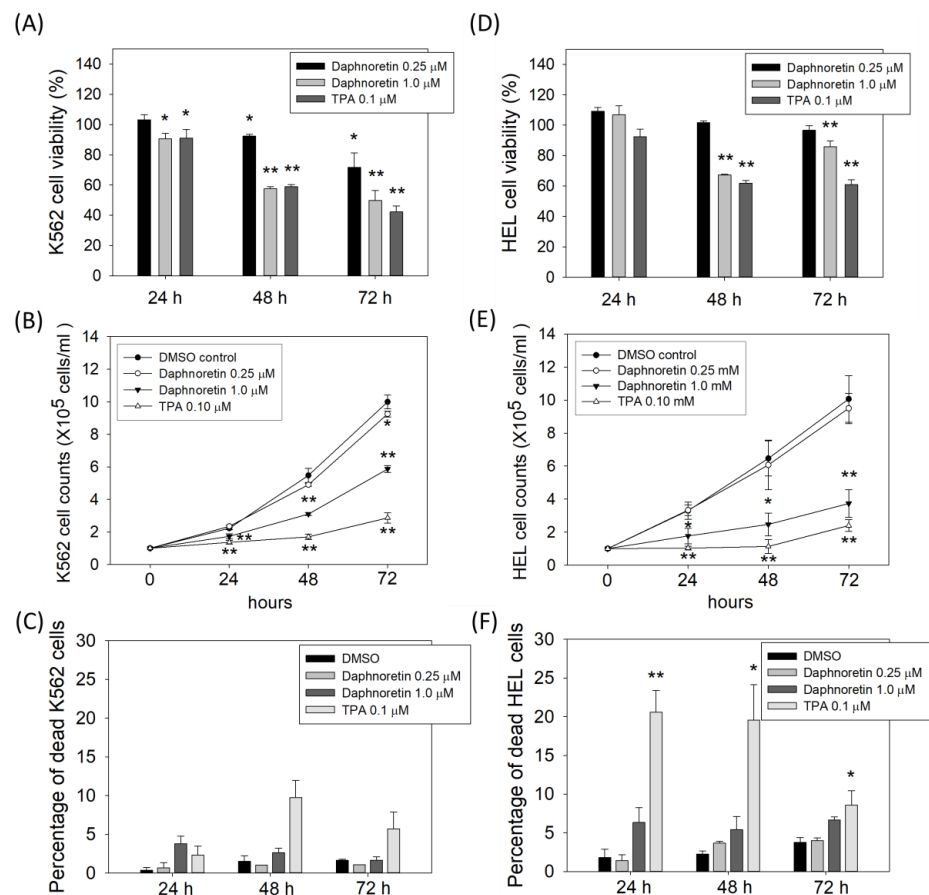 (A)
K562 cell viability (%)
140
120
100
80
60
40
20
0
Daphnoretin 0.25 μM
Daphnoretin 1.0 μM
TPA 0.1 μM
* *
*
** **
*
**
**
24 h 48 h 72 h
(D)
HEL cell viability (%)
140
120
100
80
60
40
20
0
Daphnoretin 0.25 μM
Daphnoretin 1.0 μM
TPA 0.1 μM
** **
**
**
24 h 48 h 72 h
(B)
K562 cell counts (X10⁵ cells/ml )
14
12
10
8
6
4
2
0
DMSO control
Daphnoretin 0.25 μM
Daphnoretin 1.0 μM
TPA 0.10 μM
*
**
**
**
**
**
**
0 24 48 72
hours
(E)
HEL cell counts (X10⁵ cells/ml )
14
12
10
8
6
4
2
0
DMSO control
Daphnoretin 0.25 mM
Daphnoretin 1.0 mM
TPA 0.10 mM
**
*
*
**
**
**
0 24 48 72
hours
(C)
Percentage of dead K562 cells
30
25
20
15
10
5
0
DMSO
Daphnoretin 0.25 μM
Daphnoretin 1.0 μM
TPA 0.1 μM
24 h 48 h 72 h
(F)
Percentage of dead HEL cells
30
25
20
15
10
5
0
DMSO
Daphnoretin 0.25 μM
Daphnoretin 1.0 μM
TPA 0.1 μM
**
*
*
24 h 48 h 72 h